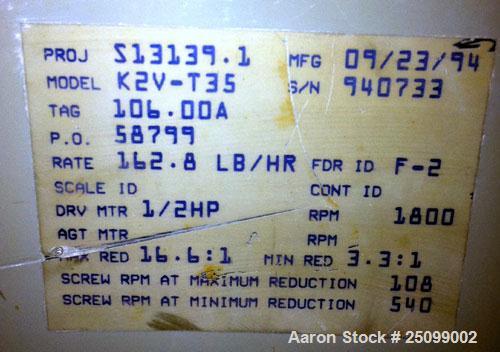 PROJ S13139.1 MFG 09/23/94
MODEL K2V-T35 S/N 940733
TAG 106.00A
P.O. 58799
RATE 162.8 LB/HR FDR ID F-2
SCALE ID CONT ID
DRV MTR 1/2HP RPM 1800
AGT MTR RPM
MAX RED 16.6:1 MIN RED 3.3:1
SCREW RPM AT MAXIMUM REDUCTION 108
SCREW RPM AT MINIMUM REDUCTION 540
Aaron Stock # 25099002